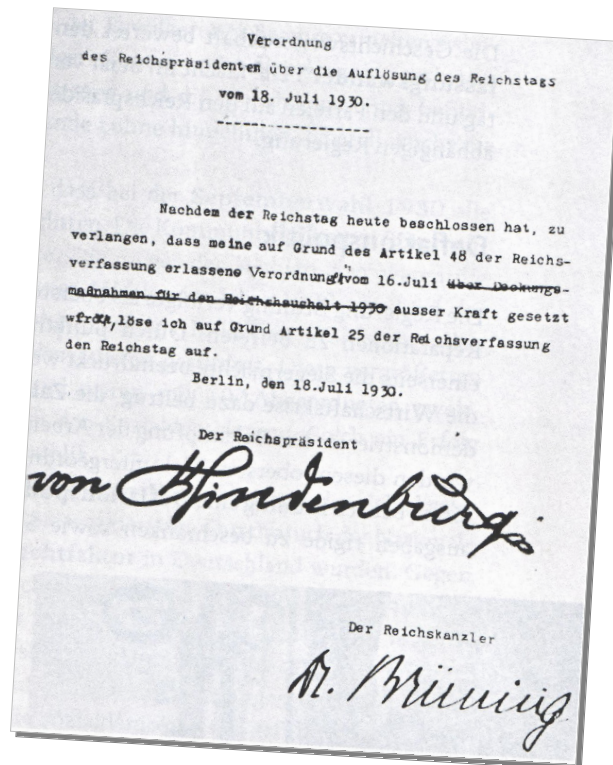 Verordnung
des Reichspräsidenten über die Auflösung des Reichstags
vom 18. Juli 1930.
--------------------
Nachdem der Reichstag heute beschlossen hat, zu
verlangen, dass meine auf Grund des Artikel 48 der Reichs-
verfassung erlassene Verordnung vom 16.Juli über Deckungs-
maßnahmen für den Reichshaushalt 1930 ausser Kraft gesetzt
löse ich auf Grund Artikel 25 der Reichsverfassung
den Reichstag auf.
Berlin, den 18.Juli 1930.
Der Reichspräsident
von Hindenburg
Der Reichskanzler
Dr. Brüning